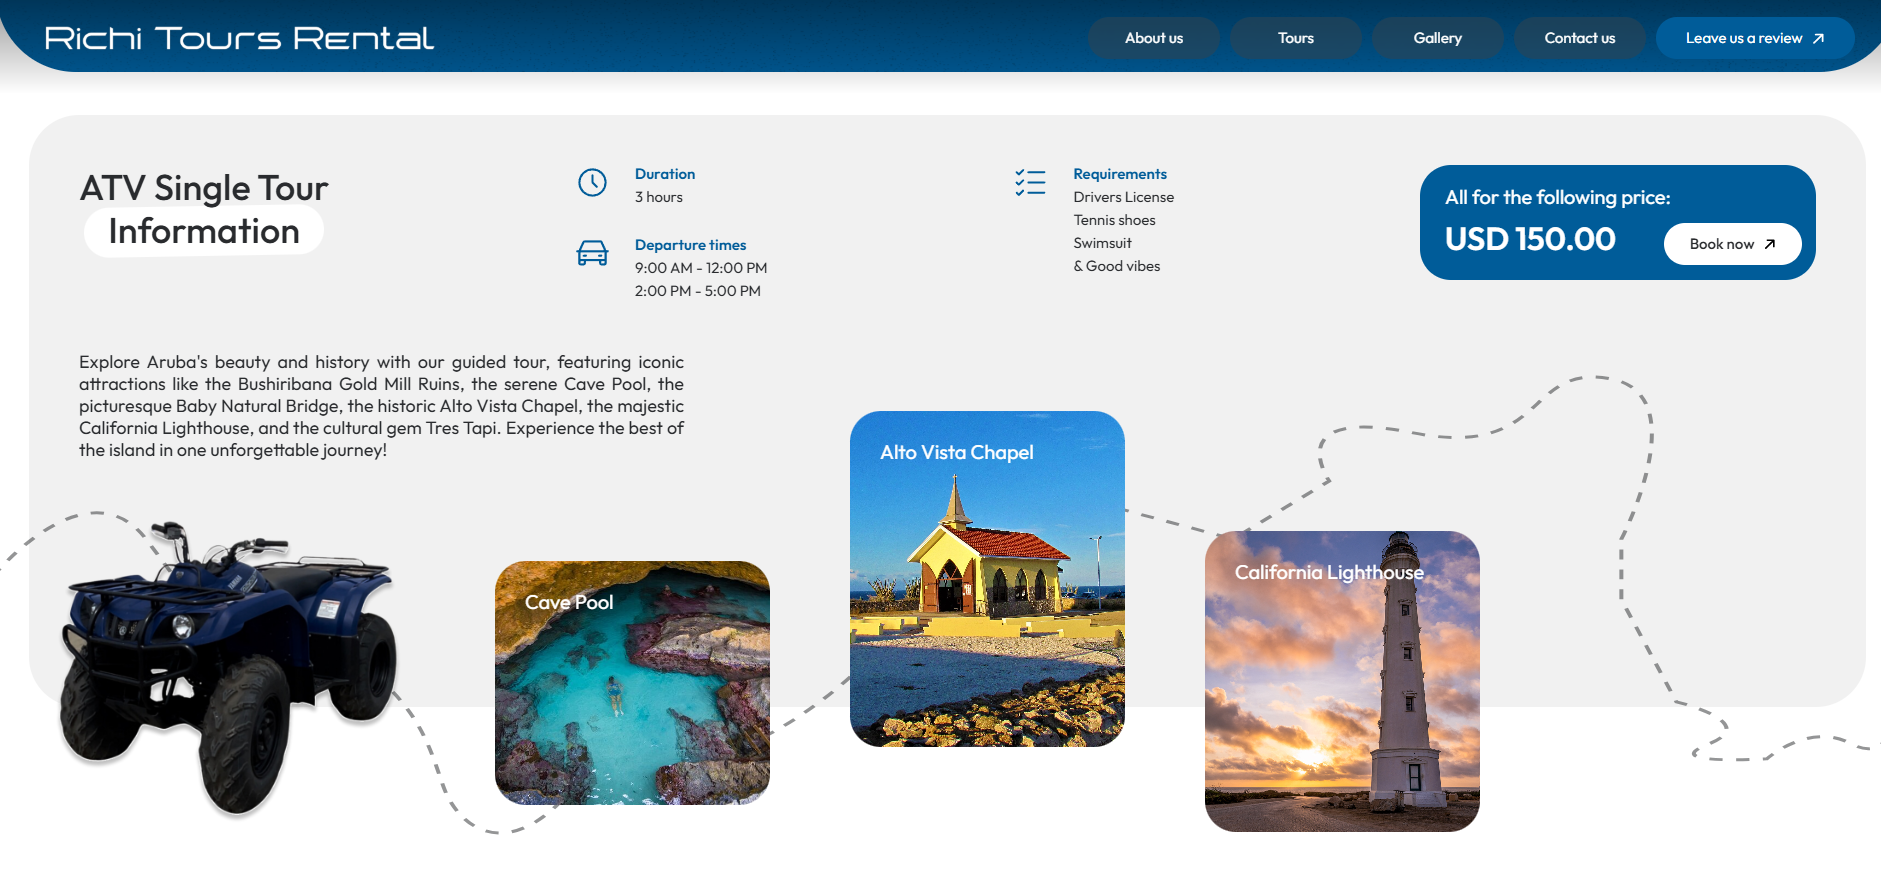 Richi Tours Rental
About us
Tours
Gallery
Contact us
Leave us a review
ATV Single Tour
Information
Duration
3 hours
Departure times
9:00 AM - 12:00 PM
2:00 PM - 5:00 PM
Requirements
Drivers License
Tennis shoes
Swimsuit
& Good vibes
All for the following price:
USD 150.00
Book now
Explore Aruba's beauty and history with our guided tour, featuring iconic
attractions like the Bushiribana Gold Mill Ruins, the serene Cave Pool, the
picturesque Baby Natural Bridge, the historic Alto Vista Chapel, the majestic
California Lighthouse, and the cultural gem Tres Tapi. Experience the best of
the island in one unforgettable journey!
Cave Pool
Alto Vista Chapel
California Lighthouse